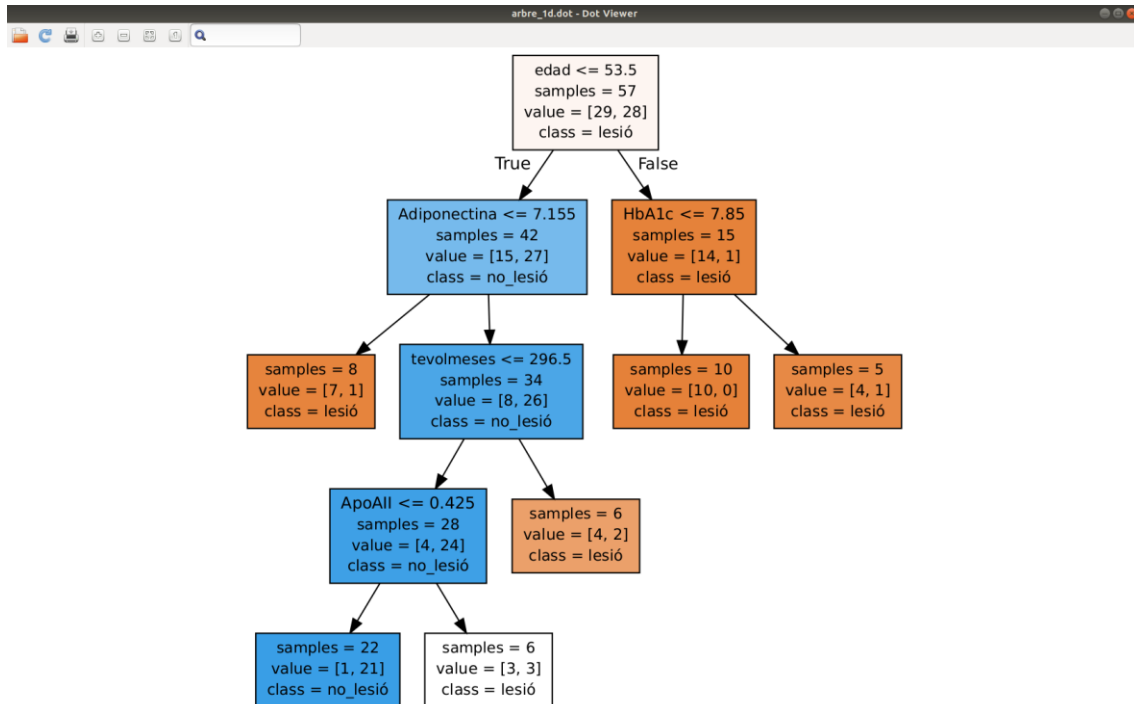 arbre_1d.dot - Dot Viewer
edad <= 53.5
samples = 57
value = [29, 28]
class = lesió
True
False
Adiponectina <= 7.155
samples = 42
value = [15, 27]
class = no_lesió
HbA1c <= 7.85
samples = 15
value = [14, 1]
class = lesió
samples = 8
value = [7, 1]
class = lesió
tevolmeses <= 296.5
samples = 34
value = [8, 26]
class = no_lesió
samples = 10
value = [10, 0]
class = lesió
samples = 5
value = [4, 1]
class = lesió
ApoAII <= 0.425
samples = 28
value = [4, 24]
class = no_lesió
samples = 6
value = [4, 2]
class = lesió
samples = 22
value = [1, 21]
class = no_lesió
samples = 6
value = [3, 3]
class = lesió